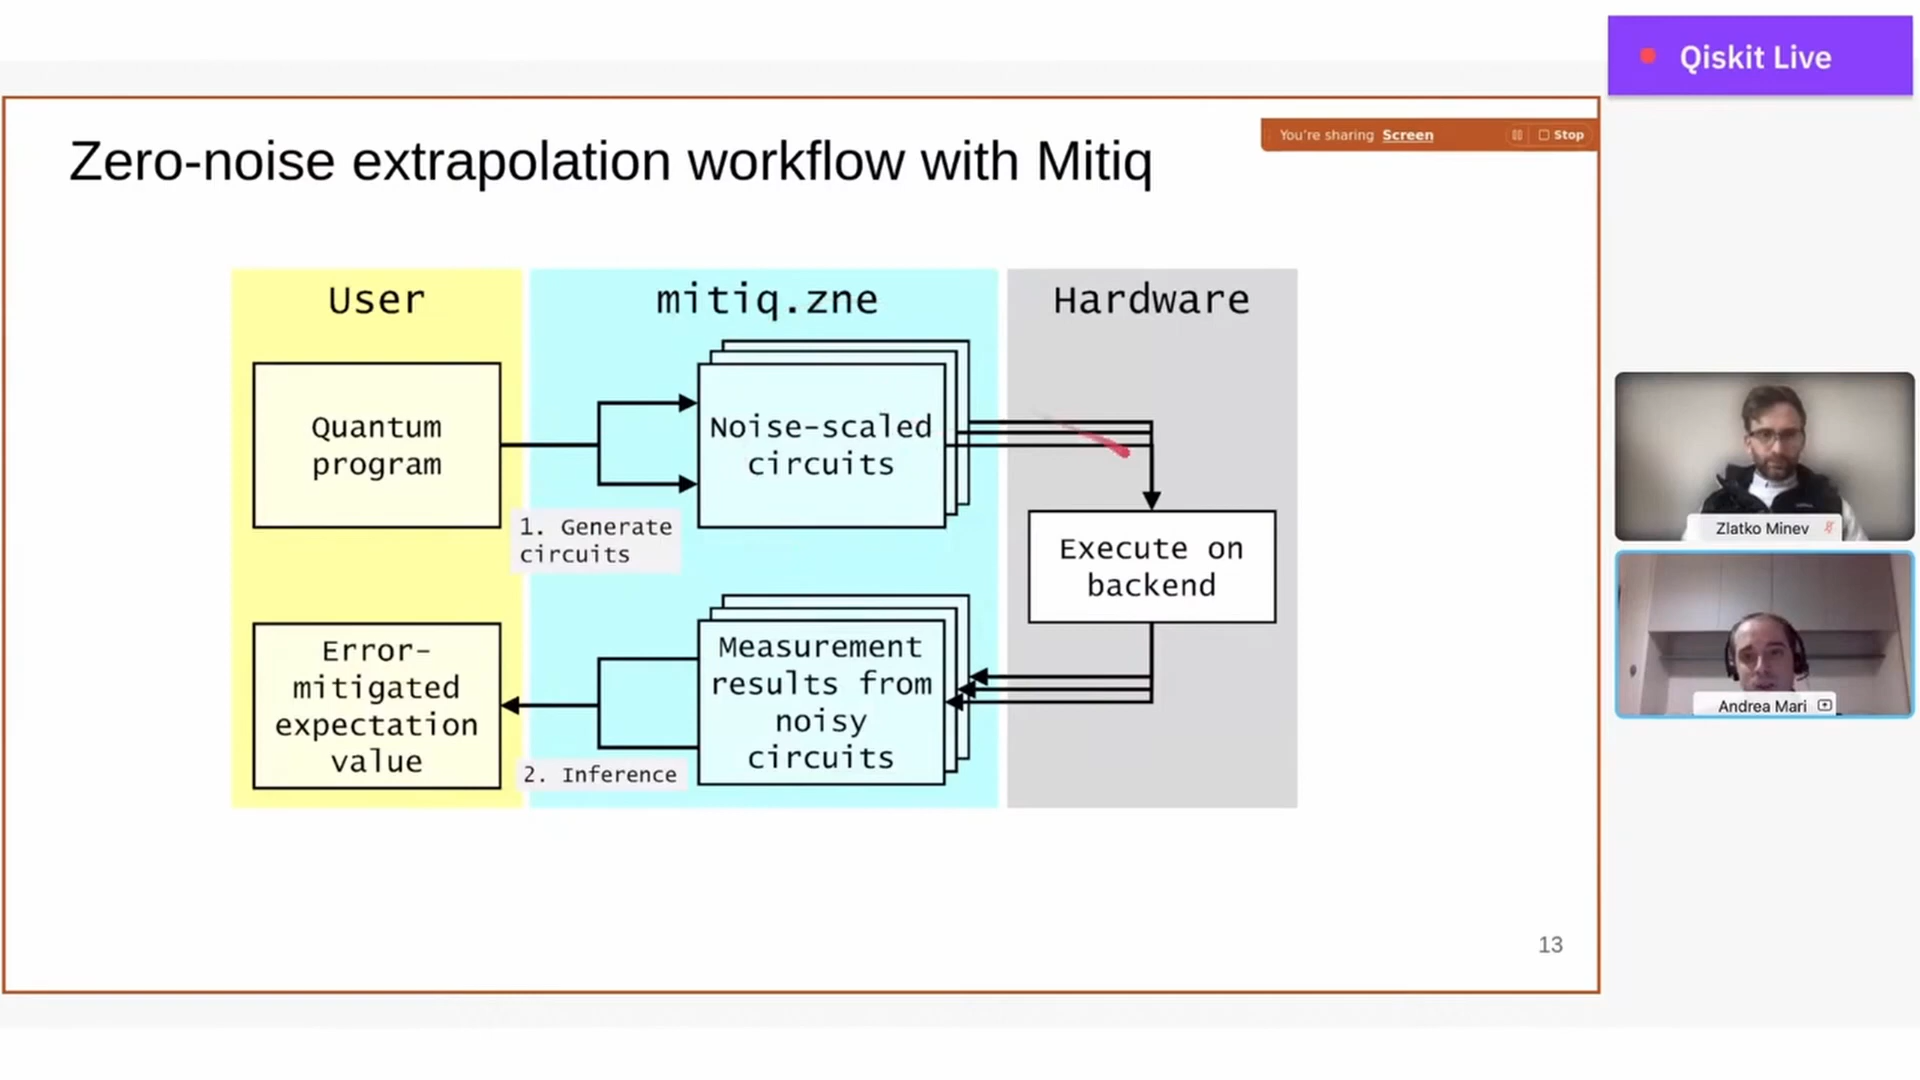 Qiskit Live
You're sharing Screen
Stop
Zero-noise extrapolation workflow with Mitiq
User
mitiq.zne
Hardware
Quantum
program
Noise-scaled
circuits
1. Generate
circuits
Execute on
backend
Error-
mitigated
expectation
value
Measurement
results from
noisy
circuits
2. Inference
13
Zlatko Minev
Andrea Mari